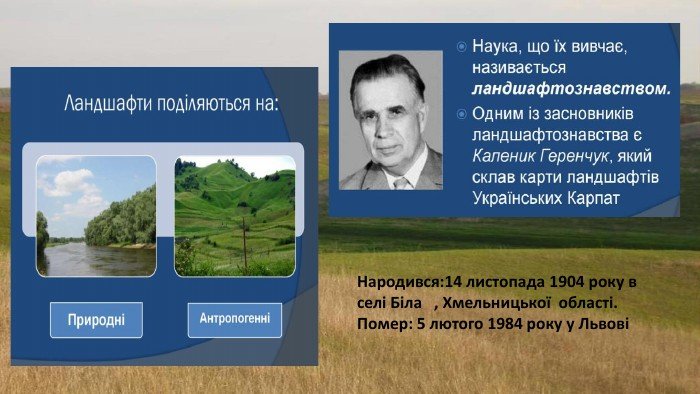 Ландшафти поділяються на:
Природні
Антропогенні
Наука, що їх вивчає,
називається
ландшафтознавством.
Одним із засновників
ландшафтознавства є
Каленик Геренчук, який
склав карти ландшафтів
Українських Карпат
Народився:14 листопада 1904 року в
селі Біла , Хмельницької області.
Помер: 5 лютого 1984 року у Львові